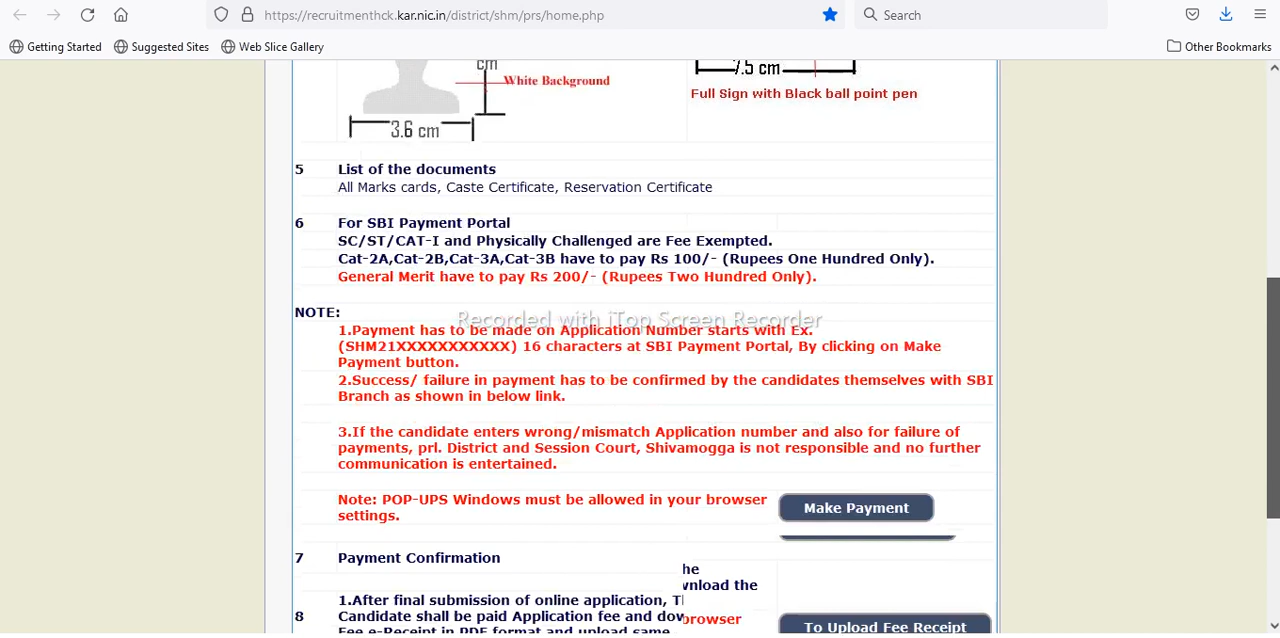 https://recruitmenthck.kar.nic.in/district/shm/prs/home.php
Search
Getting Started
Suggested Sites
Web Slice Gallery
Other Bookmarks
cm
White Background
3.6 cm
7.5 cm
Full Sign with Black ball point pen
5 List of the documents
All Marks cards, Caste Certificate, Reservation Certificate
6 For SBI Payment Portal
SC/ST/CAT-I and Physically Challenged are Fee Exempted.
Cat-2A,Cat-2B,Cat-3A,Cat-3B have to pay Rs 100/- (Rupees One Hundred Only).
General Merit have to pay Rs 200/- (Rupees Two Hundred Only).
NOTE:
Recorded with iTop Screen Recorder
1.Payment has to be made on Application Number starts with Ex.
(SHM21XXXXXXXXXXX) 16 characters at SBI Payment Portal, By clicking on Make
Payment button.
2.Success/ failure in payment has to be confirmed by the candidates themselves with SBI
Branch as shown in below link.
3.If the candidate enters wrong/mismatch Application number and also for failure of
payments, prl. District and Session Court, Shivamogga is not responsible and no further
communication is entertained.
Note: POP-UPS Windows must be allowed in your browser
settings.
Make Payment
7 Payment Confirmation
he
wnload the
1.After final submission of online application, T
8 Candidate shall be paid Application fee and dow
browser
Fee e-Receipt in PDF format and upload same
To Upload Fee Receipt